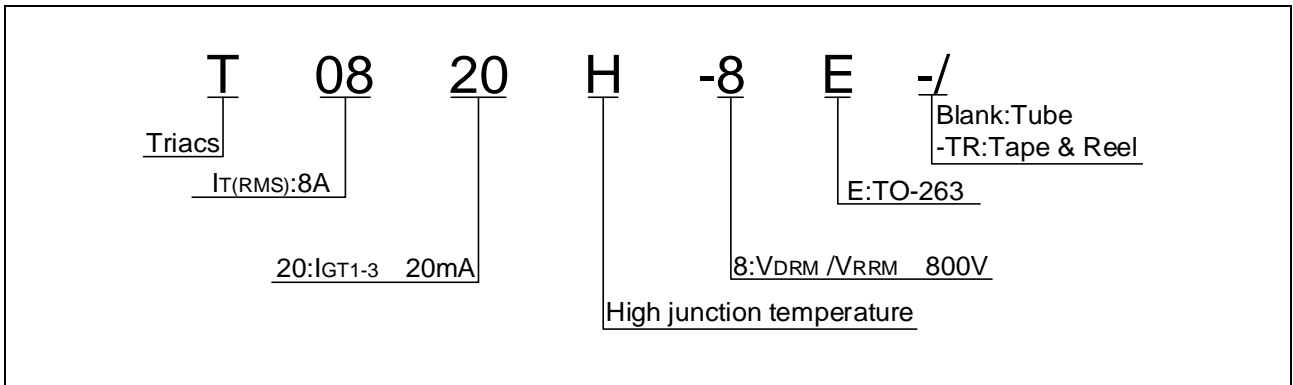 T 08 20 H -8 E -/
Blank:Tube
-TR:Tape & Reel
Triacs
IT(RMS):8A
E:TO-263
20:IGT1-3 20mA
8:VDRM /VRRM 800V
High junction temperature